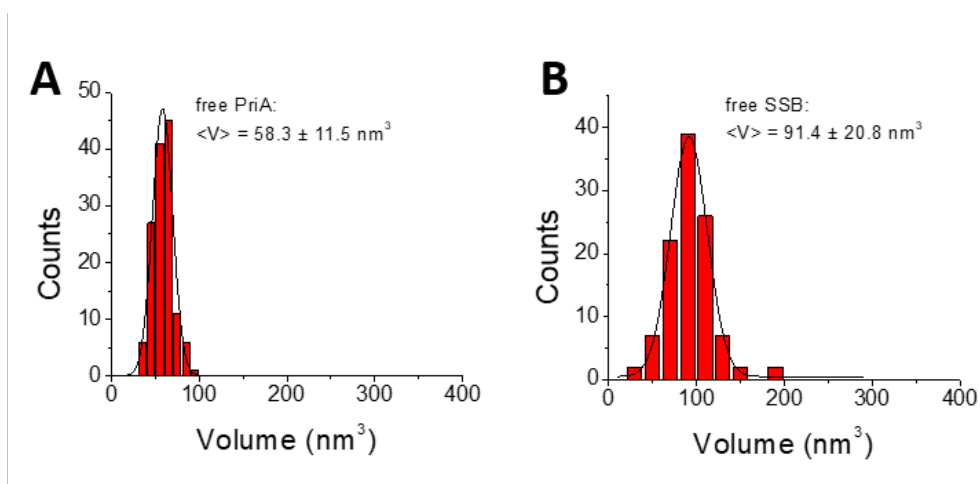 A
free PriA:
<V> = 58.3 ± 11.5 nm³
Counts
50
40
30
20
10
0
0 100 200 300 400
Volume (nm³)
B
free SSB:
<V> = 91.4 ± 20.8 nm³
Counts
40
30
20
10
0
0 100 200 300 400
Volume (nm³)